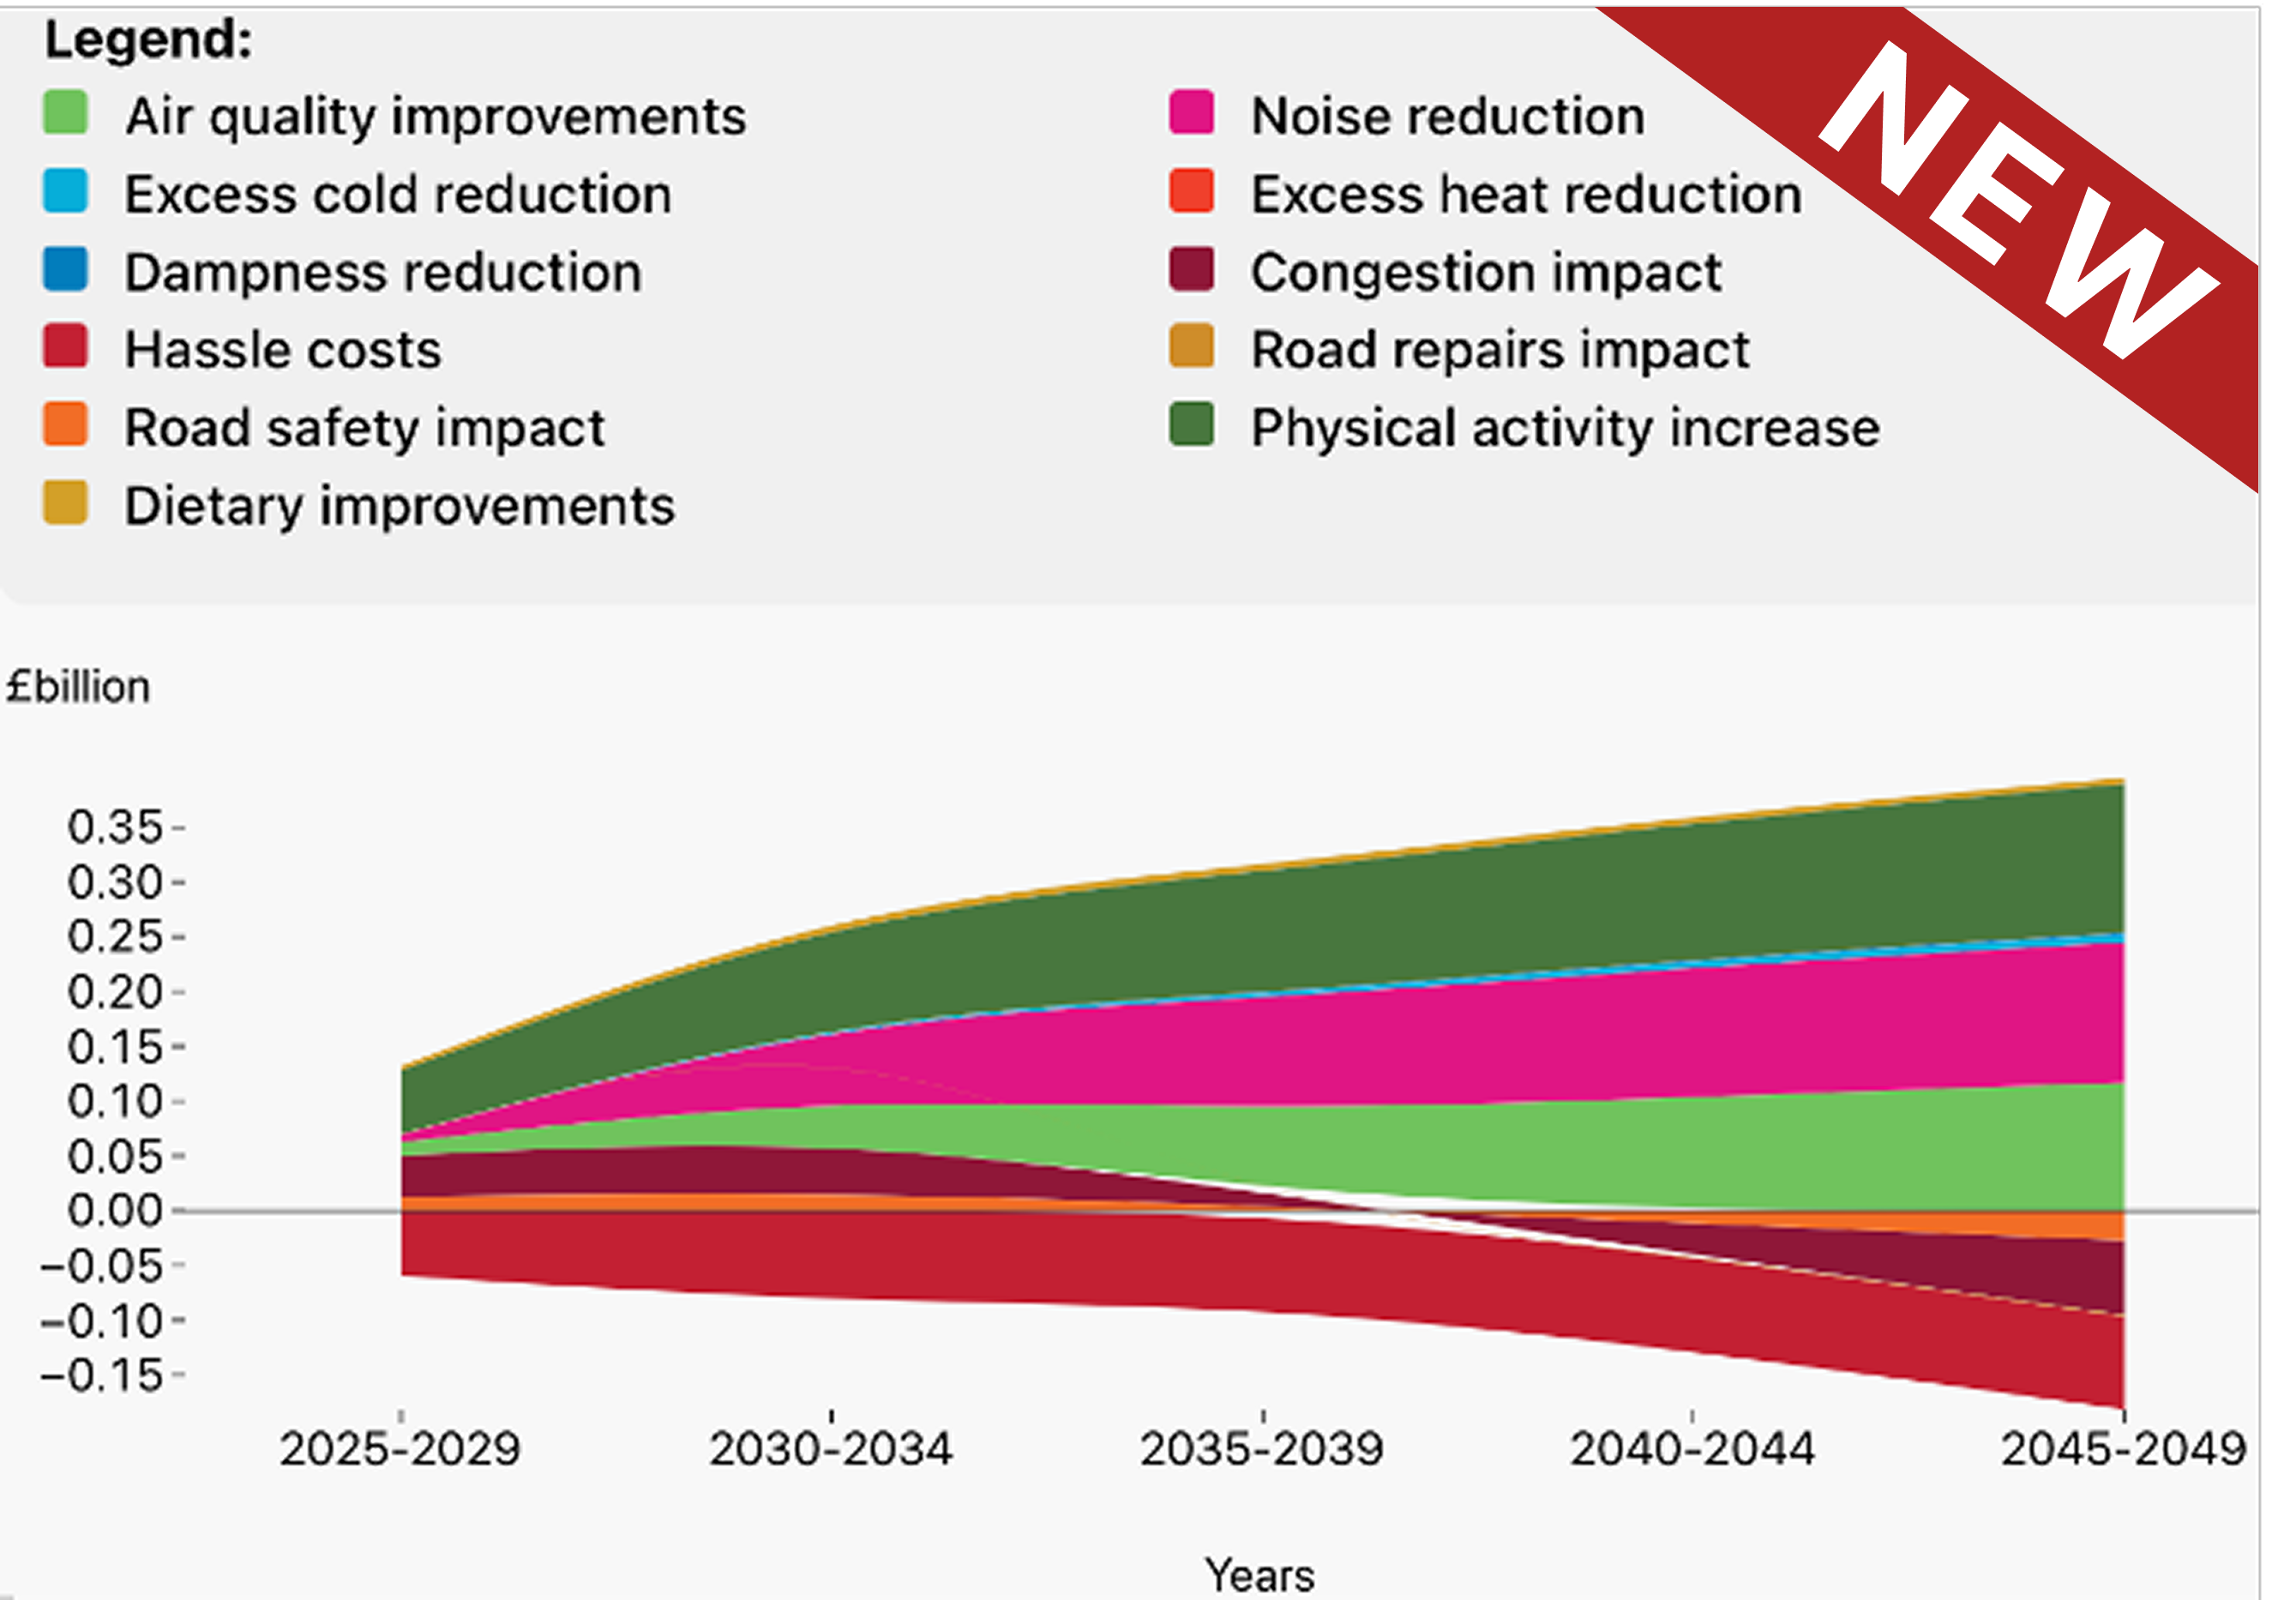 Legend:
Air quality improvements
Excess cold reduction
Dampness reduction
Hassle costs
Road safety impact
Dietary improvements
Noise reduction
Excess heat reduction
Congestion impact
Road repairs impact
Physical activity increase
NEW
£billion
0.35
0.30
0.25
0.20
0.15
0.10
0.05
0.00
−0.05
−0.10
−0.15
2025-2029 2030-2034 2035-2039 2040-2044 2045-2049
Years